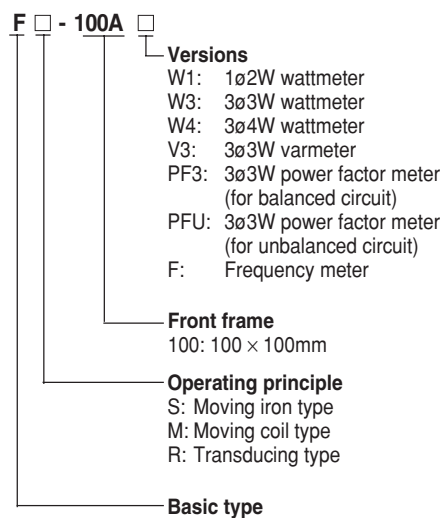 F □ - 100A □
Versions
W1: 1ø2W wattmeter
W3: 3ø3W wattmeter
W4: 3ø4W wattmeter
V3: 3ø3W varmeter
PF3: 3ø3W power factor meter
(for balanced circuit)
PFU: 3ø3W power factor meter
(for unbalanced circuit)
F: Frequency meter
Front frame
100: 100 × 100mm
Operating principle
S: Moving iron type
M: Moving coil type
R: Transducing type
Basic type